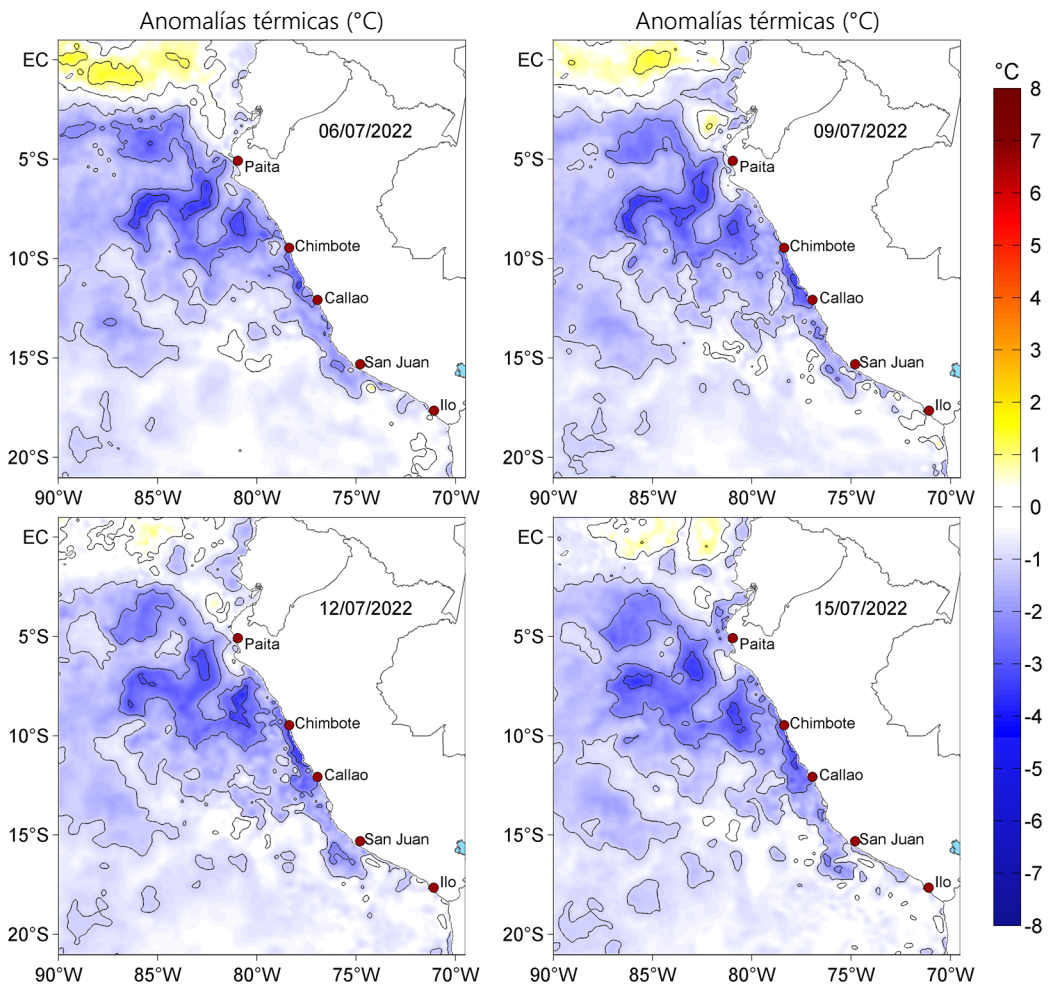 Anomalías térmicas (°C)
Anomalías térmicas (°C)
EC
5°S
10°S
15°S
20°S
06/07/2022
Paita
Chimbote
Callao
San Juan
Ilo
90°W
85°W
80°W
75°W
70°W
EC
5°S
10°S
15°S
20°S
09/07/2022
Paita
Chimbote
Callao
San Juan
Ilo
90°W
85°W
80°W
75°W
70°W
°C
8
7
6
5
4
3
2
1
0
-1
-2
-3
-4
-5
-6
-7
-8
EC
5°S
10°S
15°S
20°S
12/07/2022
Paita
Chimbote
Callao
San Juan
Ilo
90°W
85°W
80°W
75°W
70°W
EC
5°S
10°S
15°S
20°S
15/07/2022
Paita
Chimbote
Callao
San Juan
Ilo
90°W
85°W
80°W
75°W
70°W